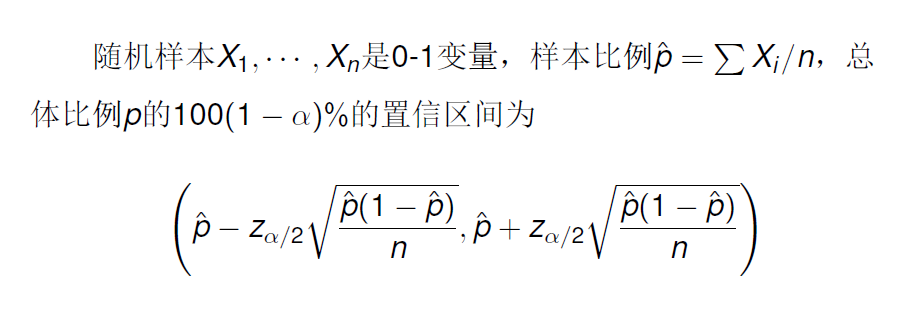 随机样本X₁,⋯,Xₙ是0-1变量，样本比例p̂ = ∑ Xᵢ/n，总
体比例p的100(1 − α)%的置信区间为
(p̂ − z_{α/2}√(p̂(1 − p̂)/n), p̂ + z_{α/2}√(p̂(1 − p̂)/n))